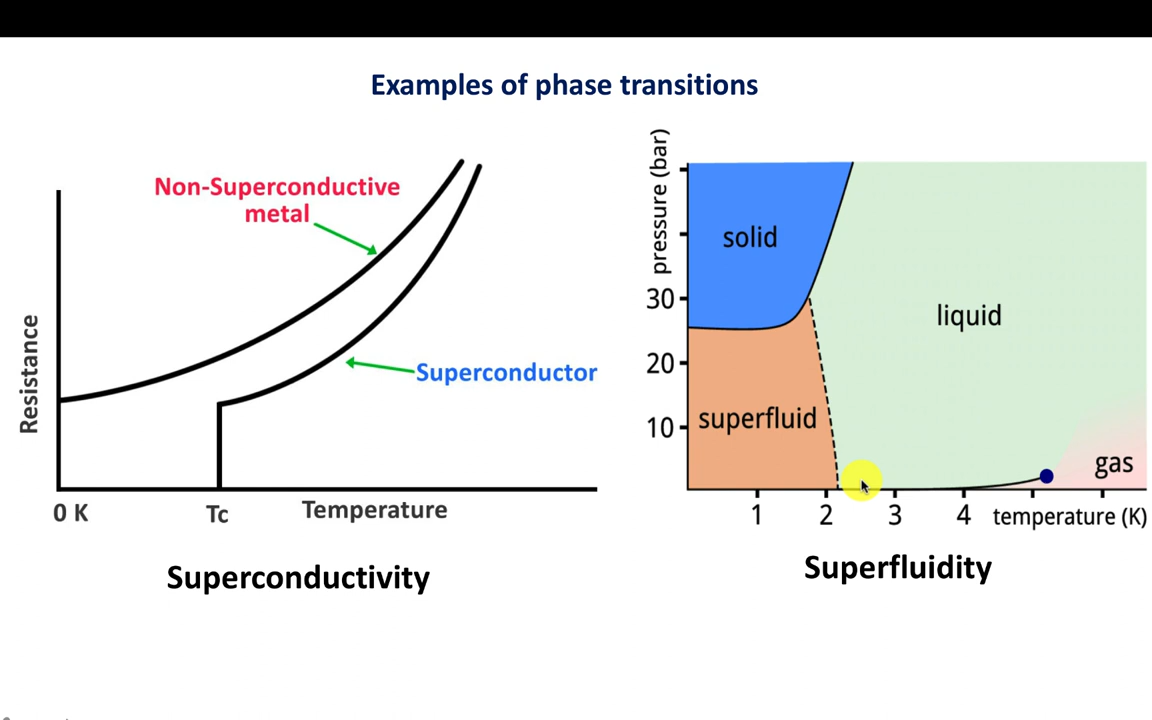 Examples of phase transitions
Non-Superconductive
metal
Superconductor
Resistance
0 K
Tc
Temperature
Superconductivity
pressure (bar)
30
20
10
solid
liquid
superfluid
gas
1
2
3
4
temperature (K)
Superfluidity